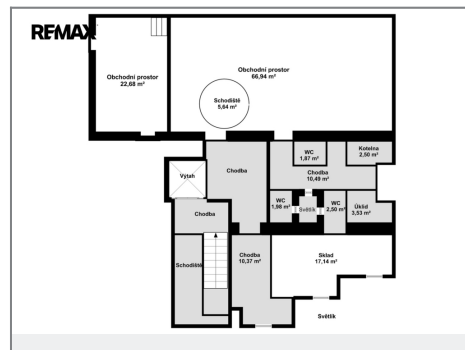 RE/MAX
Obchodní prostor
22,68 m²
Obchodní prostor
66,94 m²
Schodiště
5,64 m²
WC
1,87 m²
Kotelna
2,50 m²
Chodba
10,49 m²
Výtah
Chodba
WC
1,98 m²
Světlík
WC
2,50 m²
Úklid
3,53 m²
Chodba
Schodiště
Chodba
10,37 m²
Sklad
17,14 m²
Světlík